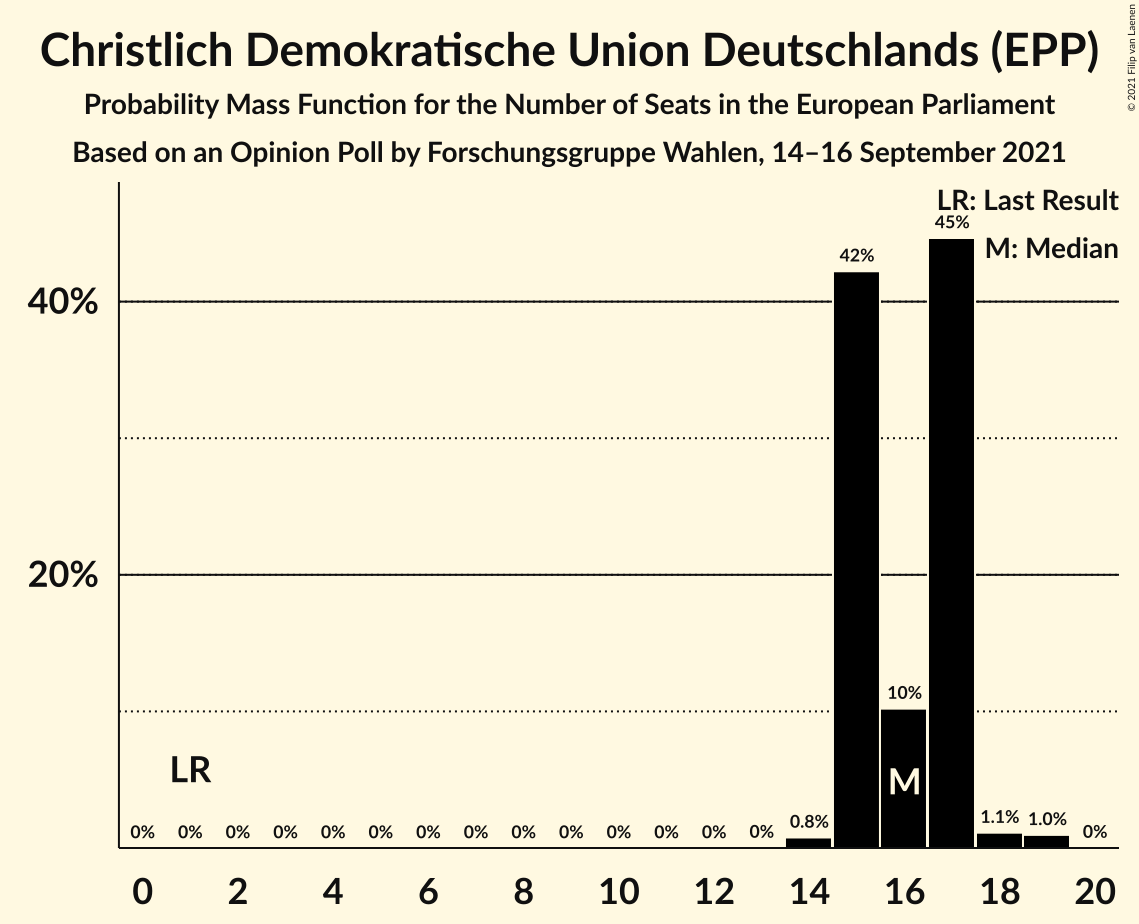 Christlich Demokratische Union Deutschlands (EPP)
Probability Mass Function for the Number of Seats in the European Parliament
Based on an Opinion Poll by Forschungsgruppe Wahlen, 14–16 September 2021
© 2021 Filip van Laenen
LR: Last Result
M: Median
45%
42%
40%
20%
10%
LR
M
0% 0% 0% 0% 0% 0% 0% 0% 0% 0% 0% 0% 0% 0% 0.8% 1.1% 1.0% 0%
0 2 4 6 8 10 12 14 16 18 20